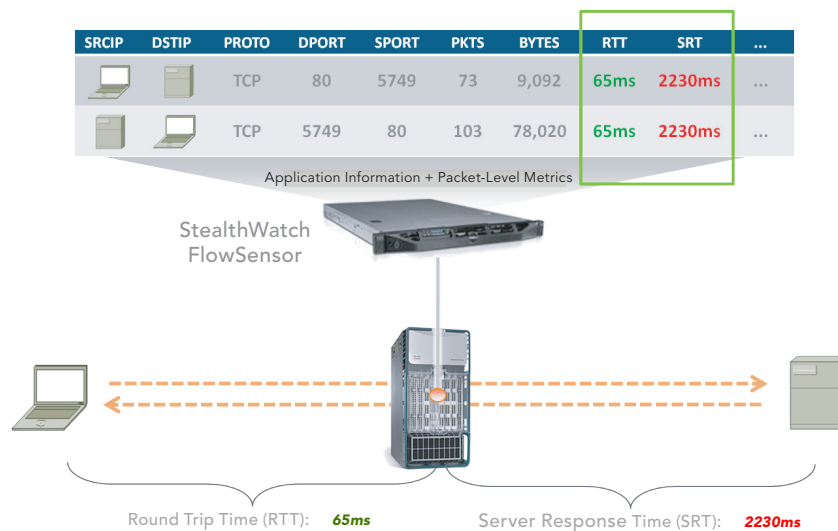 SRCIP DSTIP PROTO DPORT SPORT PKTS BYTES RTT SRT ...
TCP 80 5749 73 9,092 65ms 2230ms ...
TCP 5749 80 103 78,020 65ms 2230ms ...
Application Information + Packet-Level Metrics
StealthWatch
FlowSensor
Round Trip Time (RTT): 65ms
Server Response Time (SRT): 2230ms